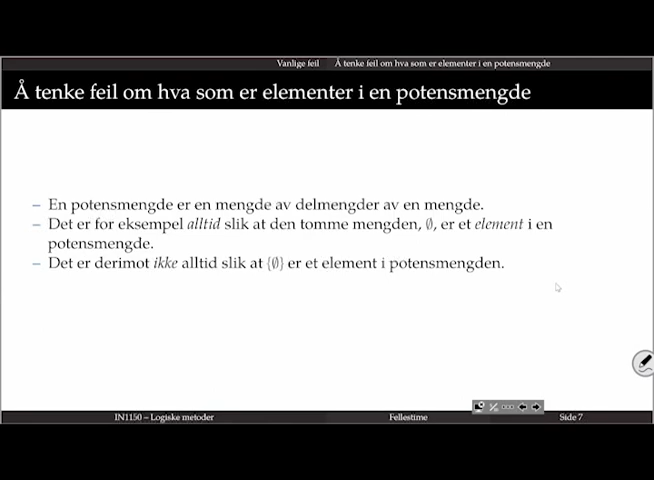 Vanlige feil Å tenke feil om hva som er elementer i en potensmengde
Å tenke feil om hva som er elementer i en potensmengde
– En potensmengde er en mengde av delmengder av en mengde.
– Det er for eksempel alltid slik at den tomme mengden, ∅, er et element i en
potensmengde.
– Det er derimot ikke alltid slik at {∅} er et element i potensmengden.
IN1150 – Logiske metoder Fellestime Side 7